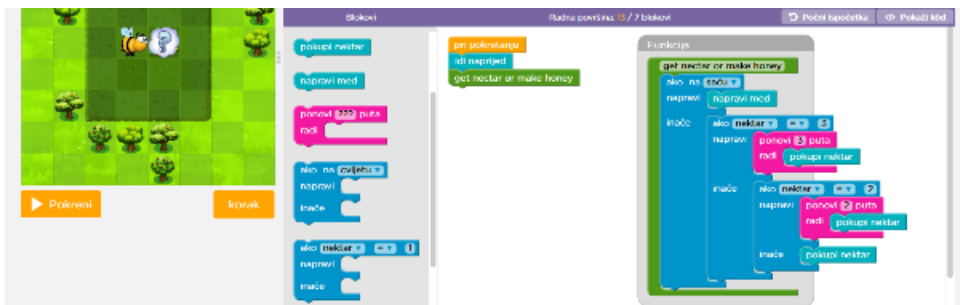 Blokovi
Radna površina: 13 / 7 blokovi
Počni ispočetka
Pokaži kôd
pokupi nektar
napravi med
ponovi ??? puta
radi
ako na cvijetu
napravi
inače
ako nektar = 1
napravi
inače
Pokreni
korak
pri pokretanju
idi naprijed
get nectar or make honey
Funkcija
get nectar or make honey
ako na saću
napravi napravi med
inače ako nektar = 3
napravi ponovi 3 puta
radi pokupi nektar
inače ako nektar = 2
napravi ponovi 2 puta
radi pokupi nektar
inače pokupi nektar